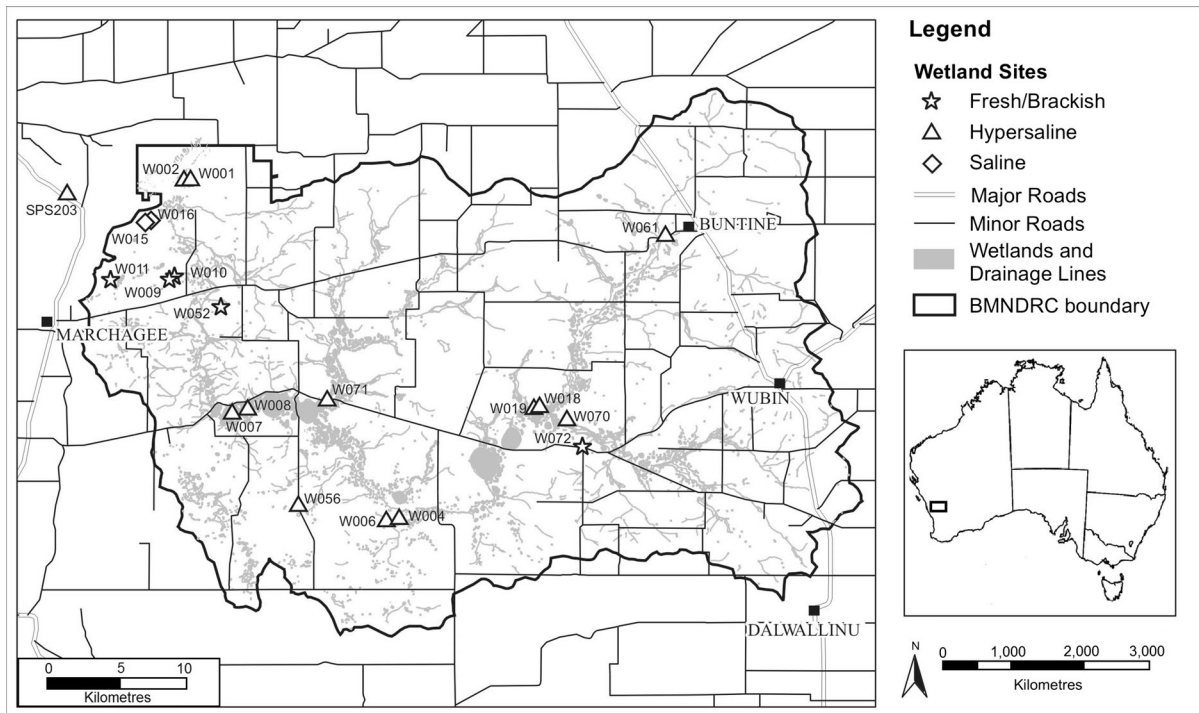 Legend
Wetland Sites
Fresh/Brackish
Hypersaline
Saline
Major Roads
Minor Roads
Wetlands and
Drainage Lines
BMNDRC boundary
W002
W001
SPS203
W016
W015
W061
BUNTINE
W011
W010
W009
W052
MARCHAGEE
W071
W008
W007
W018
W019
W070
W072
WUBIN
W056
W006
W004
DALWALLINU
0 5 10
Kilometres
N
0 1,000 2,000 3,000
Kilometres